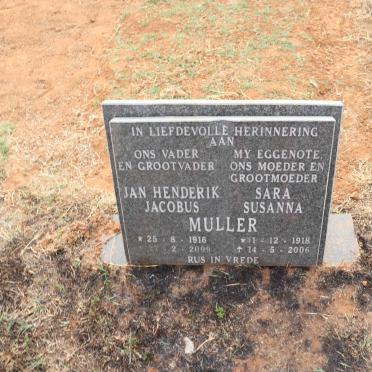 IN LIEFDEVOLLE HERINNERING
AAN
ONS VADER
EN GROOTVADER
JAN HENDERIK
JACOBUS
MY EGGENOTE,
ONS MOEDER EN
GROOTMOEDER
SARA
SUSANNA
MULLER
* 25 - 8 - 1916
- 2 -
* 1 - 12 - 1918
✝ 14 - 5 - 2006
RUS IN VREDE